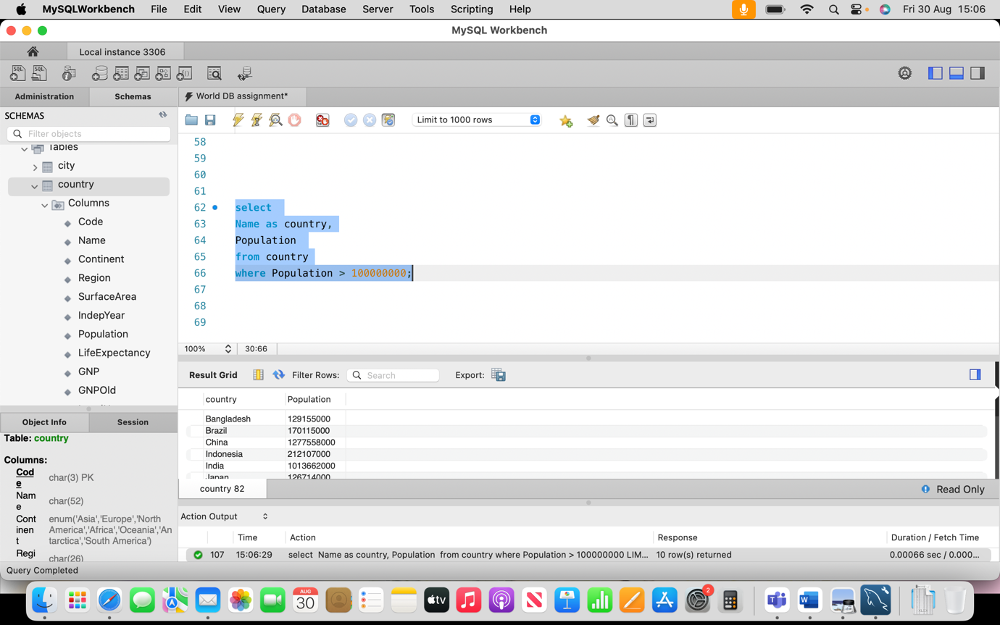 MySQLWorkbench File Edit View Query Database Server Tools Scripting Help Fri 30 Aug 15:06
MySQL Workbench
Local instance 3306
SQL SQL
Administration Schemas World DB assignment*
SCHEMAS
Filter objects
Limit to 1000 rows
Tables
city
country
Columns
Code
Name
Continent
Region
SurfaceArea
IndepYear
Population
LifeExpectancy
GNP
GNPOld
58
59
60
61
62 select
63 Name as country,
64 Population
65 from country
66 where Population > 100000000;
67
68
69
100% 30:66
Result Grid Filter Rows: Search Export:
country Population
Bangladesh 129155000
Brazil 170115000
China 1277558000
Indonesia 212107000
India 1013662000
Japan 126714000
country 82 Read Only
Object Info Session
Table: country
Columns:
Code char(3) PK
Name char(52)
Continent enum('Asia','Europe','North America','Africa','Oceania','Antarctica','South America')
Regi char(26)
Action Output
Time Action Response Duration / Fetch Time
107 15:06:29 select Name as country, Population from country where Population > 100000000 LIM... 10 row(s) returned 0.00066 sec / 0.000...
Query Completed
AUG
30
tv
2
W
XLSX